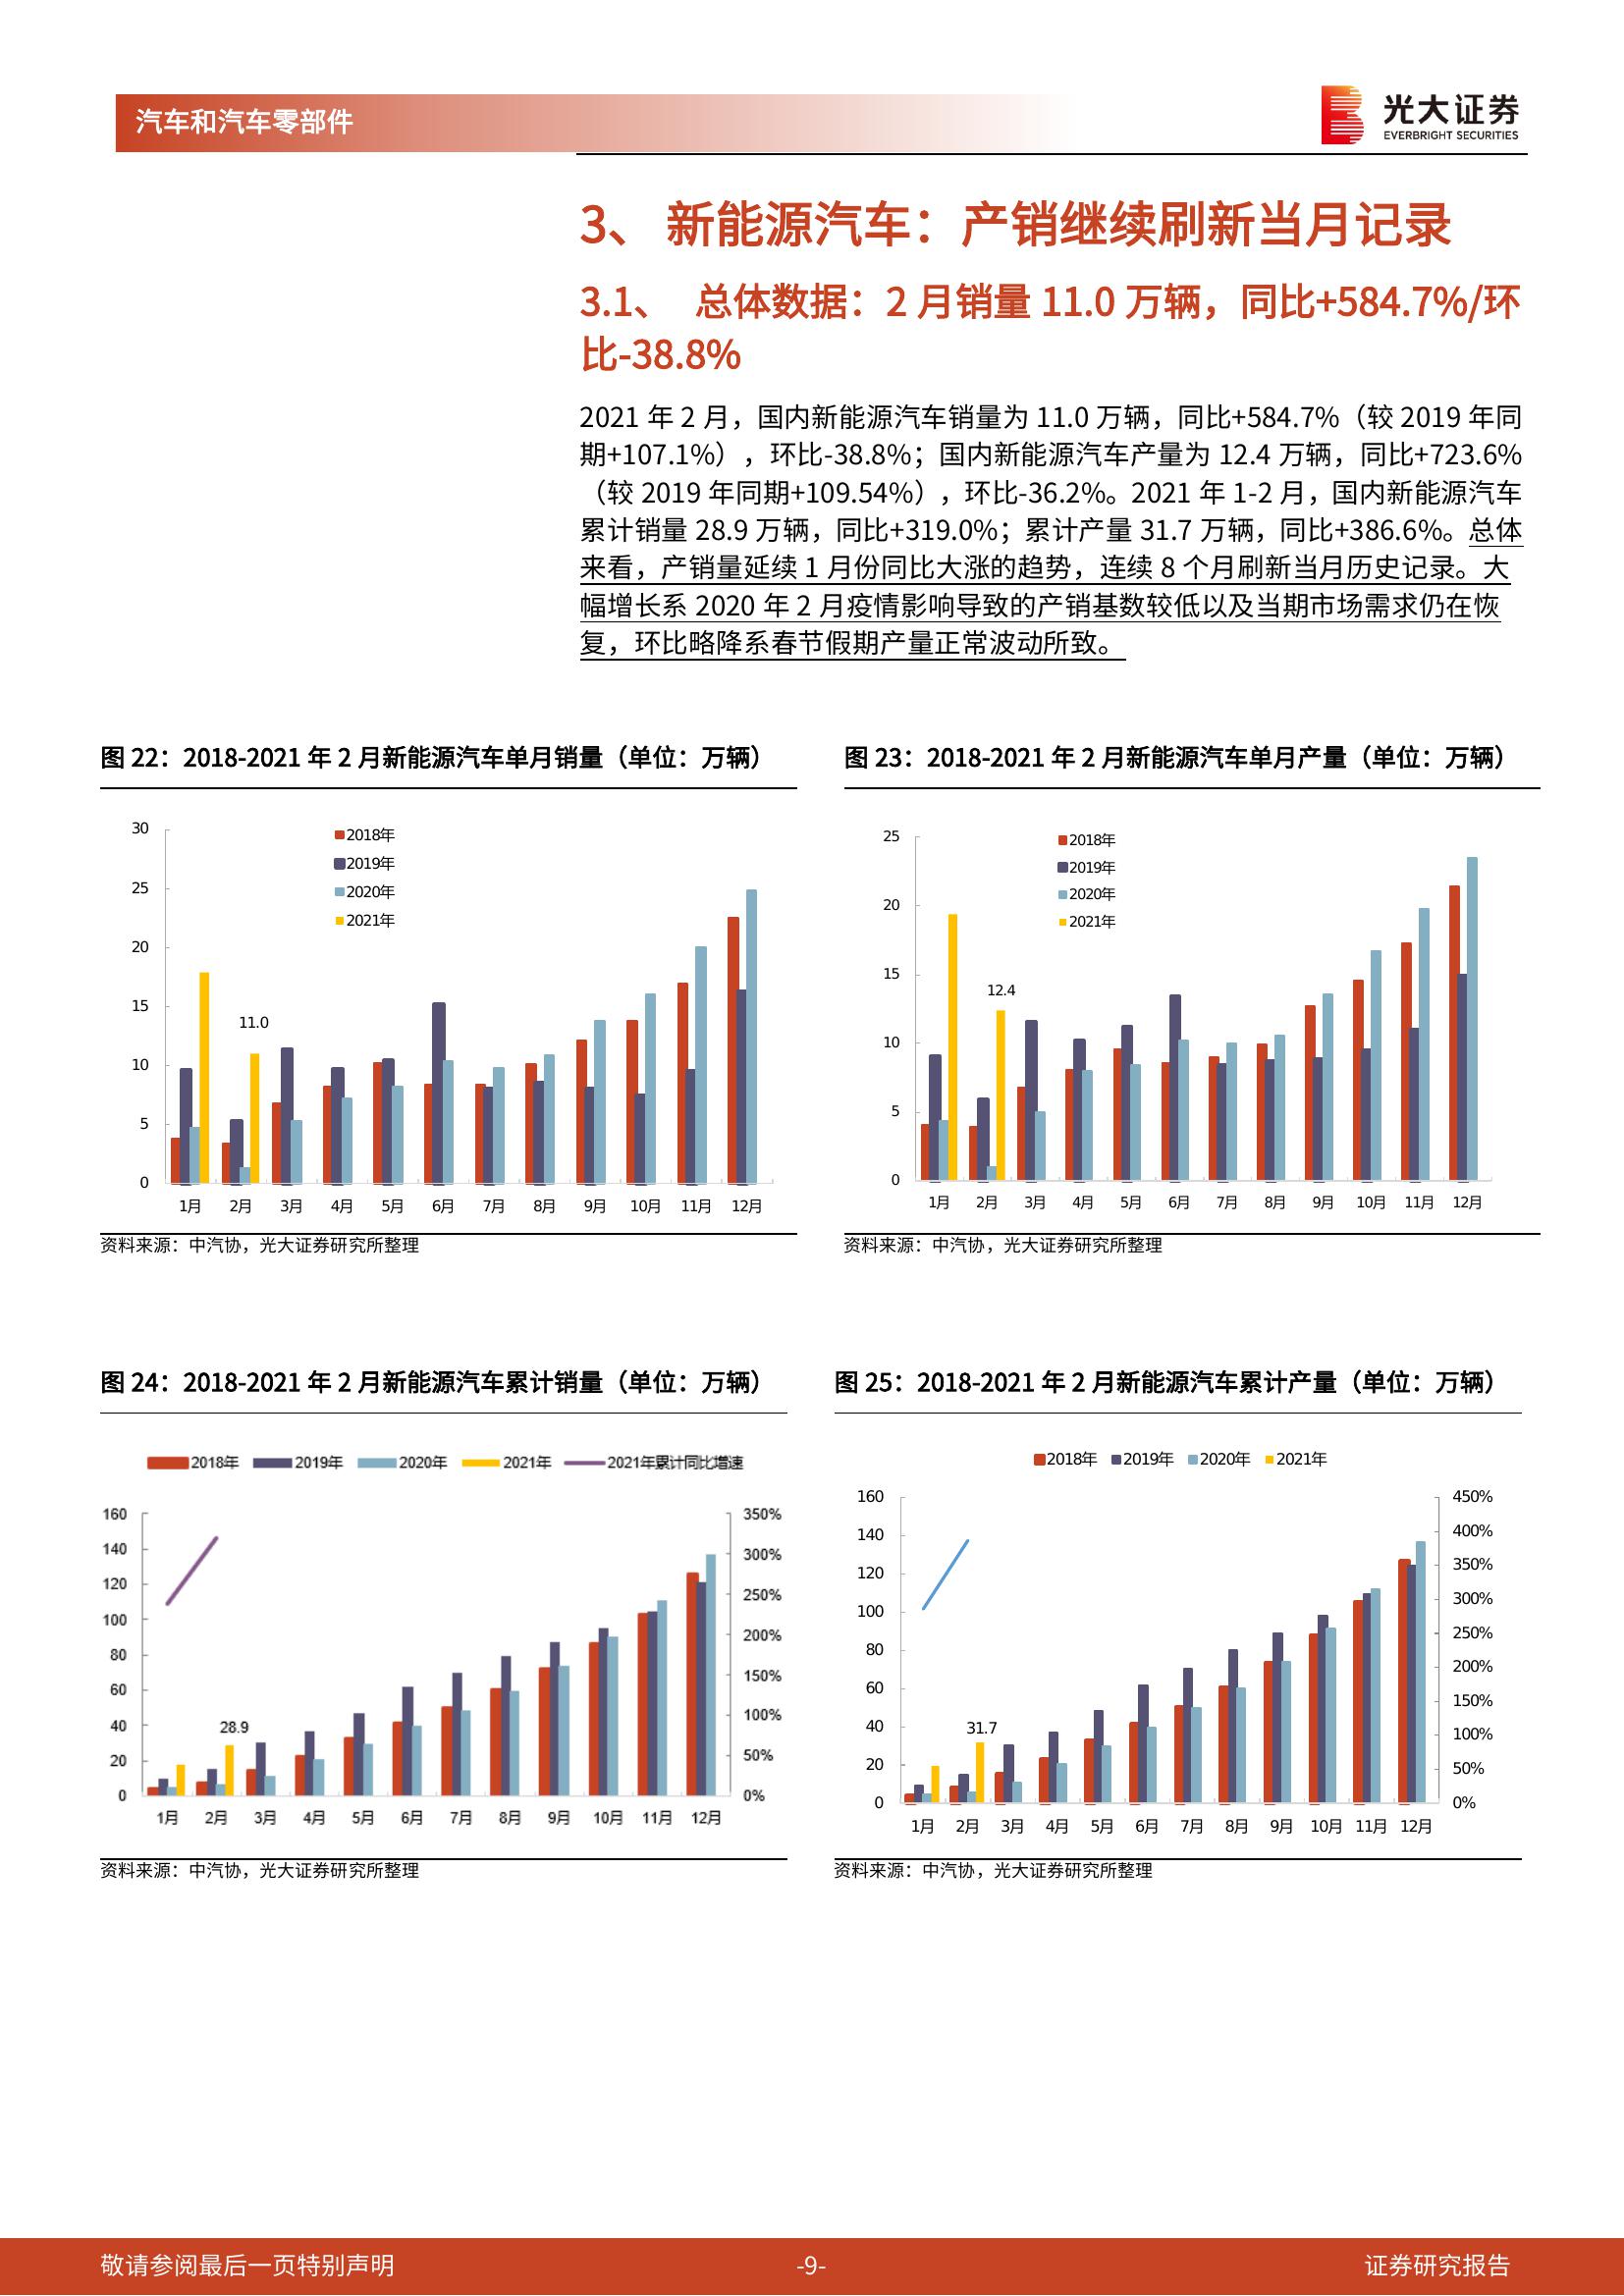 汽车和汽车零部件
光大证券
EVERBRIGHT SECURITIES
3、 新能源汽车：产销继续刷新当月记录
3.1、 总体数据：2 月销量 11.0 万辆，同比+584.7%/环
比-38.8%
2021 年 2 月，国内新能源汽车销量为 11.0 万辆，同比+584.7%（较 2019 年同
期+107.1%），环比-38.8%；国内新能源汽车产量为 12.4 万辆，同比+723.6%
（较 2019 年同期+109.54%），环比-36.2%。2021 年 1-2 月，国内新能源汽车
累计销量 28.9 万辆，同比+319.0%；累计产量 31.7 万辆，同比+386.6%。总体
来看，产销量延续 1 月份同比大涨的趋势，连续 8 个月刷新当月历史记录。大
幅增长系 2020 年 2 月疫情影响导致的产销基数较低以及当期市场需求仍在恢
复，环比略降系春节假期产量正常波动所致。
图 22：2018-2021 年 2 月新能源汽车单月销量（单位：万辆）
30
25
20
15
10
5
0
2018年
2019年
2020年
2021年
11.0
1月 2月 3月 4月 5月 6月 7月 8月 9月 10月 11月 12月
资料来源：中汽协，光大证券研究所整理
图 23：2018-2021 年 2 月新能源汽车单月产量（单位：万辆）
25
20
15
10
5
0
2018年
2019年
2020年
2021年
12.4
1月 2月 3月 4月 5月 6月 7月 8月 9月 10月 11月 12月
资料来源：中汽协，光大证券研究所整理
图 24：2018-2021 年 2 月新能源汽车累计销量（单位：万辆）
2018年 2019年 2020年 2021年 2021年累计同比增速
160
140
120
100
80
60
40
20
0
28.9
350%
300%
250%
200%
150%
100%
50%
0%
1月 2月 3月 4月 5月 6月 7月 8月 9月 10月 11月 12月
资料来源：中汽协，光大证券研究所整理
图 25：2018-2021 年 2 月新能源汽车累计产量（单位：万辆）
2018年 2019年 2020年 2021年
160
140
120
100
80
60
40
20
0
31.7
450%
400%
350%
300%
250%
200%
150%
100%
50%
0%
1月 2月 3月 4月 5月 6月 7月 8月 9月 10月 11月 12月
资料来源：中汽协，光大证券研究所整理
敬请参阅最后一页特别声明 -9- 证券研究报告